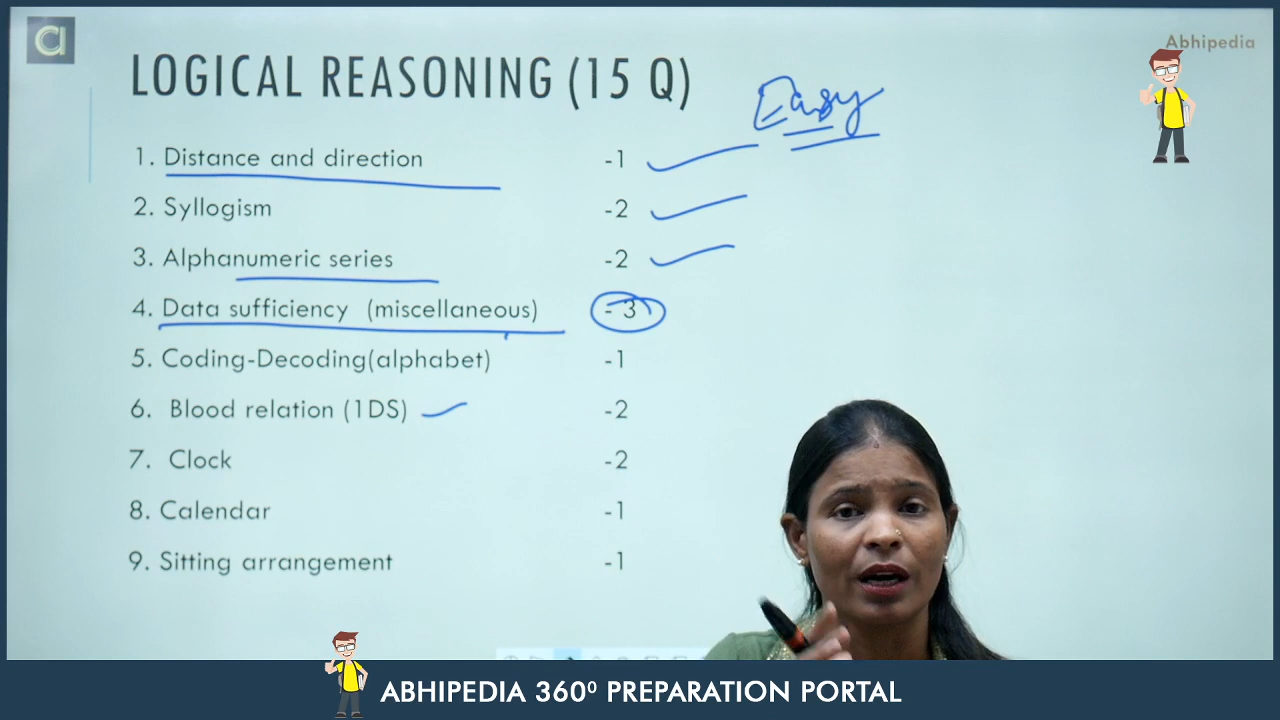 a
Abhipedia
LOGICAL REASONING (15 Q)
Easy
1. Distance and direction -1
2. Syllogism -2
3. Alphanumeric series -2
4. Data sufficiency (miscellaneous) - 3
5. Coding-Decoding(alphabet) -1
6. Blood relation (1DS) -2
7. Clock -2
8. Calendar -1
9. Sitting arrangement -1
ABHIPEDIA 360⁰ PREPARATION PORTAL